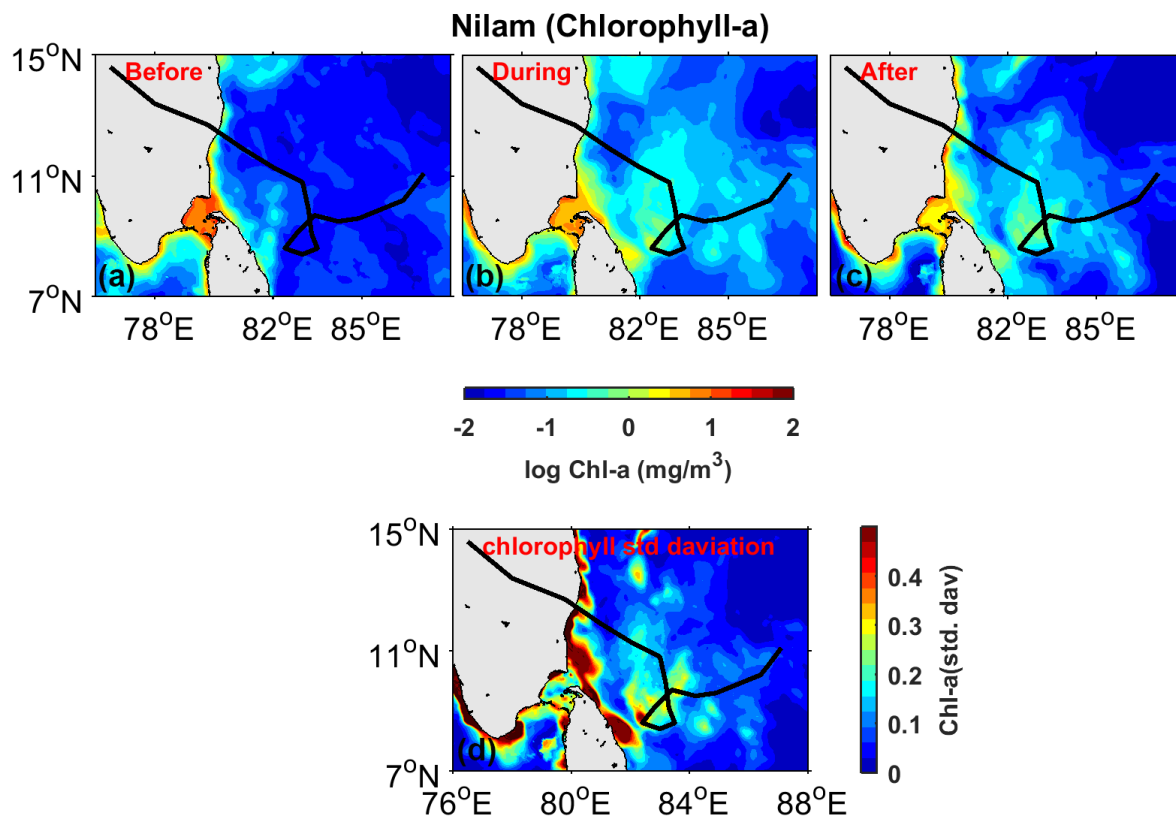 Nilam (Chlorophyll-a)
15°N
11°N
7°N
Before
(a)
78°E 82°E 85°E
During
(b)
78°E 82°E 85°E
After
(c)
78°E 82°E 85°E
-2 -1 0 1 2
log Chl-a (mg/m³)
15°N
11°N
7°N
chlorophyll std daviation
(d)
76°E 80°E 84°E 88°E
0.4
0.3
0.2
0.1
0
Chl-a(std. dav)